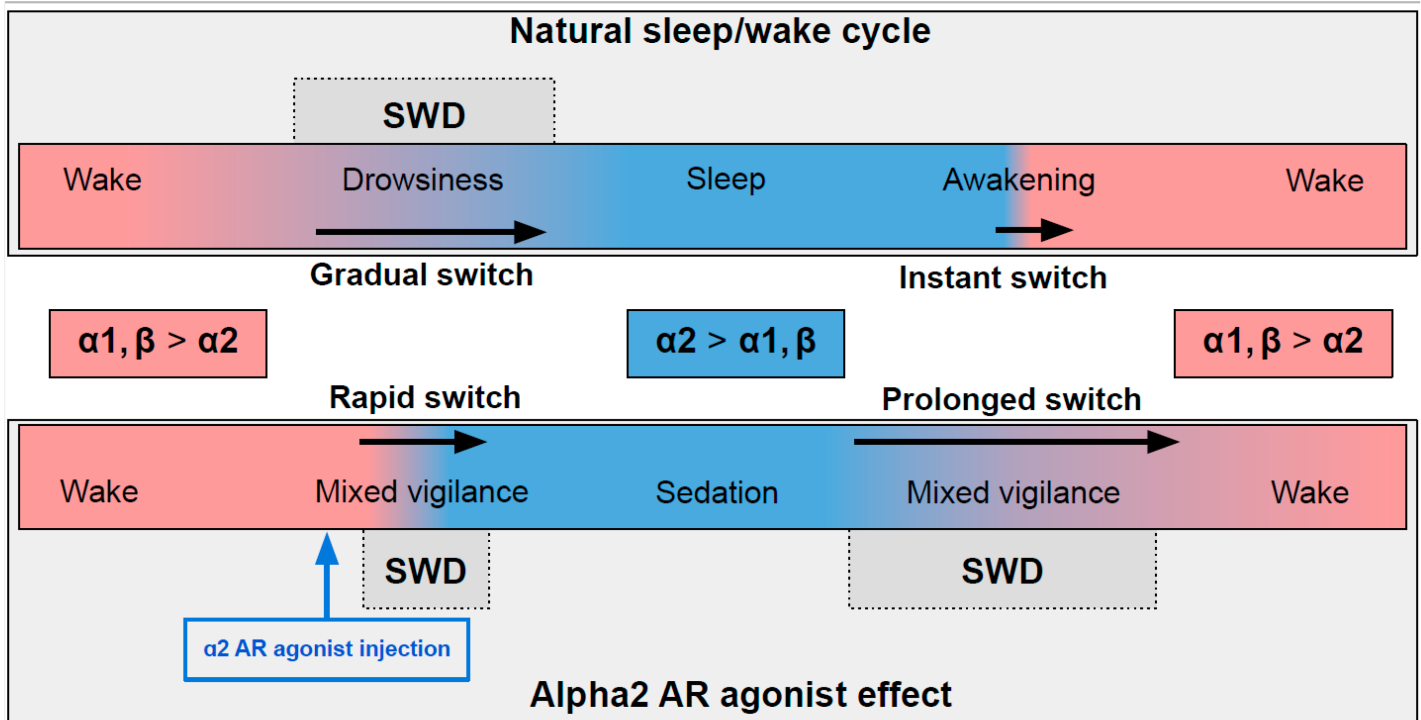 Natural sleep/wake cycle
SWD
Wake Drowsiness Sleep Awakening Wake
Gradual switch Instant switch
α1, β > α2 α2 > α1, β α1, β > α2
Rapid switch Prolonged switch
Wake Mixed vigilance Sedation Mixed vigilance Wake
SWD SWD
α2 AR agonist injection
Alpha2 AR agonist effect